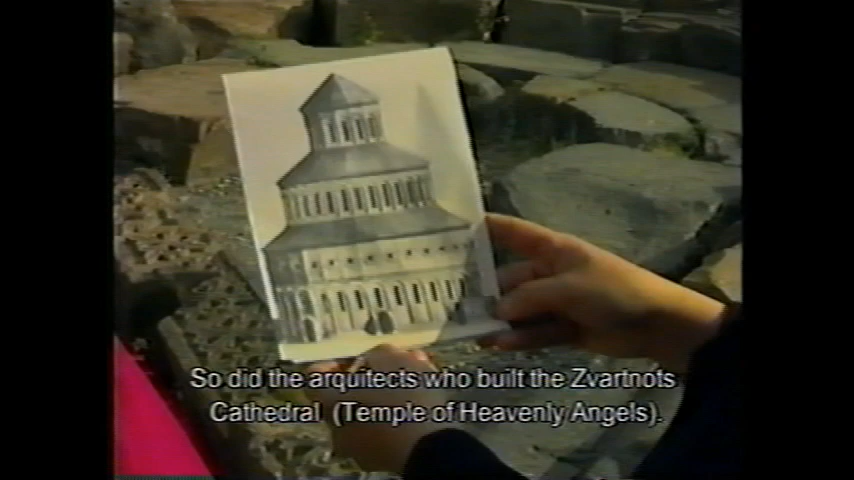 So did the arquitects who built the Zvartnots
Cathedral (Temple of Heavenly Angels).